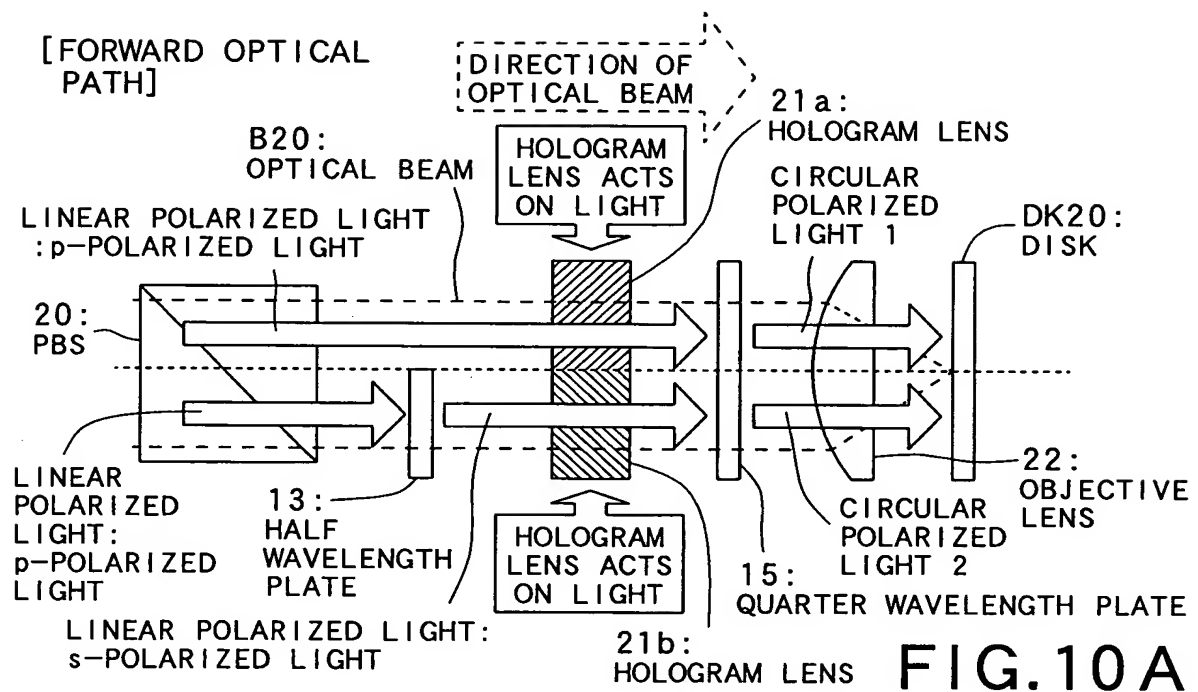 [FORWARD OPTICAL
PATH]
DIRECTION OF
OPTICAL BEAM
21a:
HOLOGRAM LENS
B20:
OPTICAL BEAM
HOLOGRAM
LENS ACTS
ON LIGHT
CIRCULAR
POLARIZED
LIGHT 1
LINEAR POLARIZED LIGHT
:p-POLARIZED LIGHT
DK20:
DISK
20:
PBS
LINEAR
POLARIZED
LIGHT:
p-POLARIZED
LIGHT
13:
HALF
WAVELENGTH
PLATE
HOLOGRAM
LENS ACTS
ON LIGHT
CIRCULAR
POLARIZED
LIGHT 2
22:
OBJECTIVE
LENS
15:
QUARTER WAVELENGTH PLATE
LINEAR POLARIZED LIGHT:
s-POLARIZED LIGHT
21b:
HOLOGRAM LENS
FIG.10A